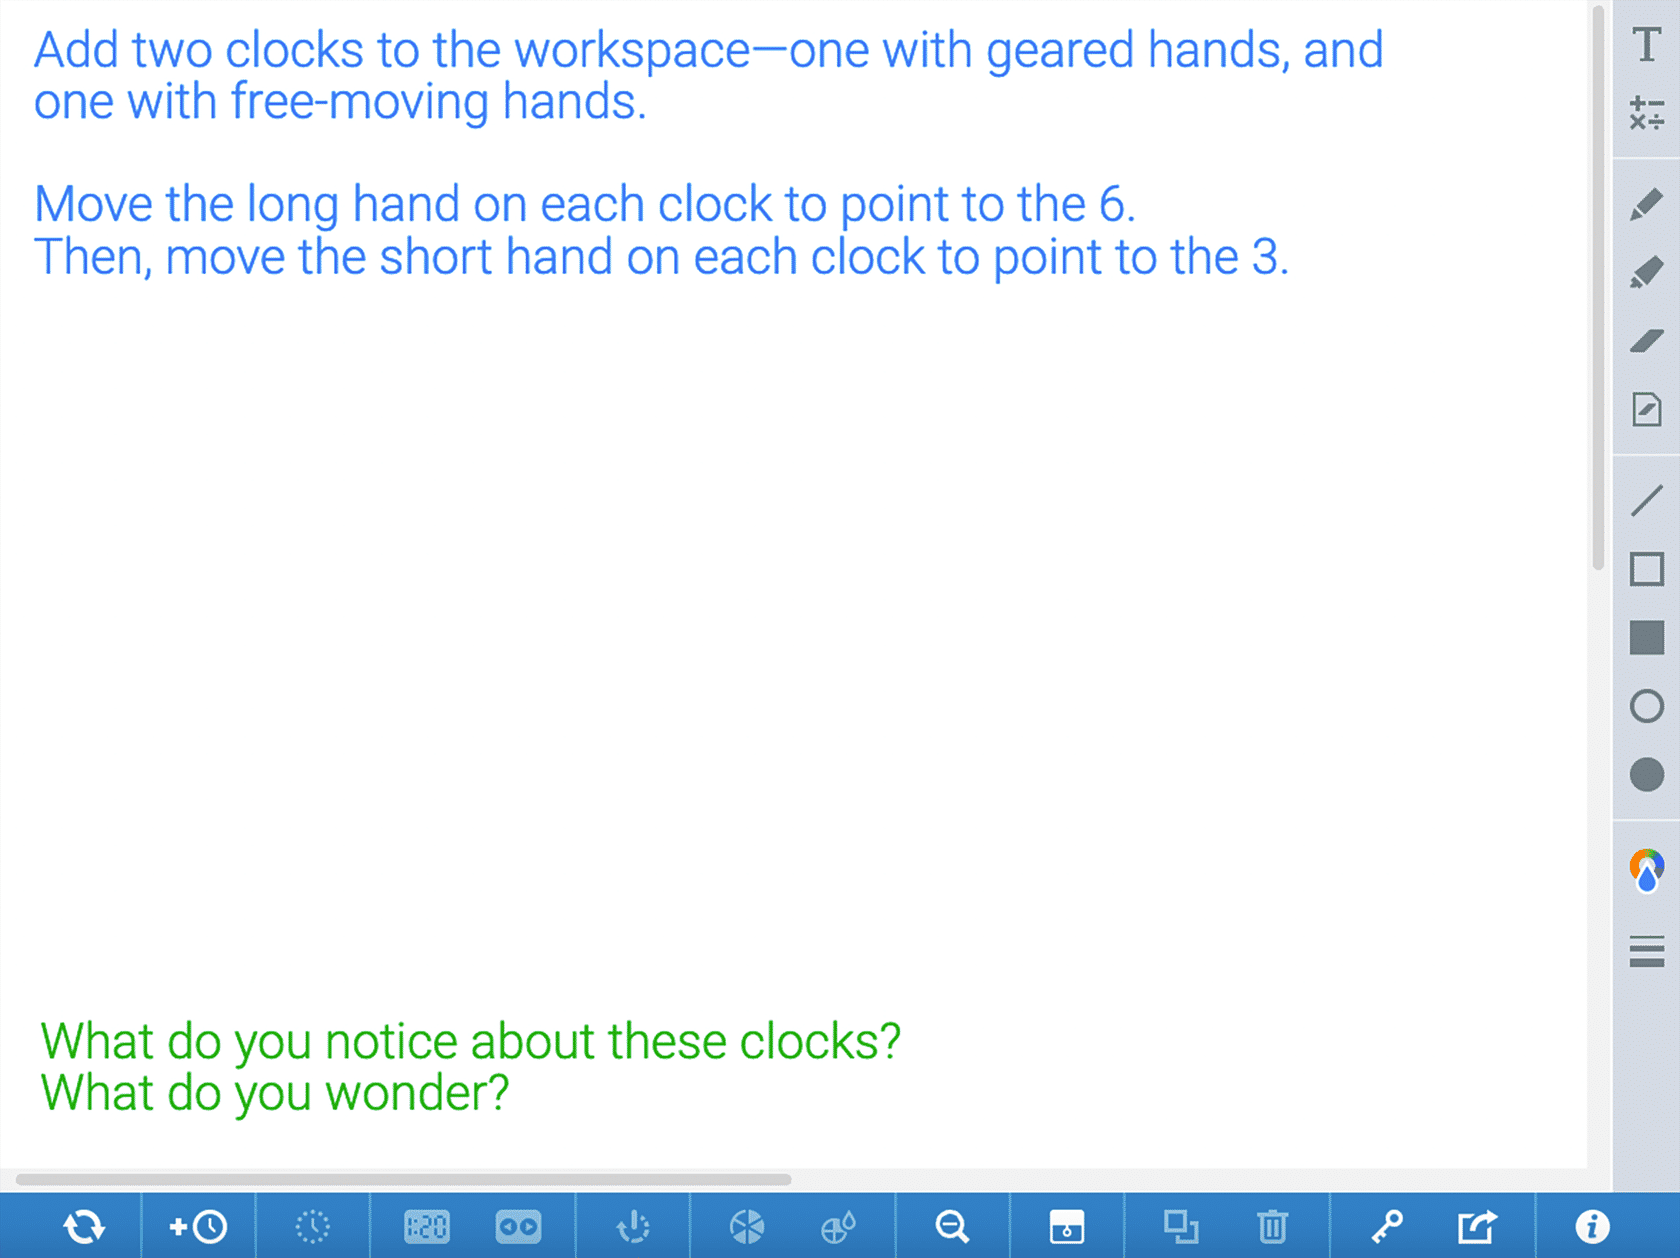 Add two clocks to the workspace—one with geared hands, and
one with free-moving hands.
Move the long hand on each clock to point to the 6.
Then, move the short hand on each clock to point to the 3.
What do you notice about these clocks?
What do you wonder?
T
1:20